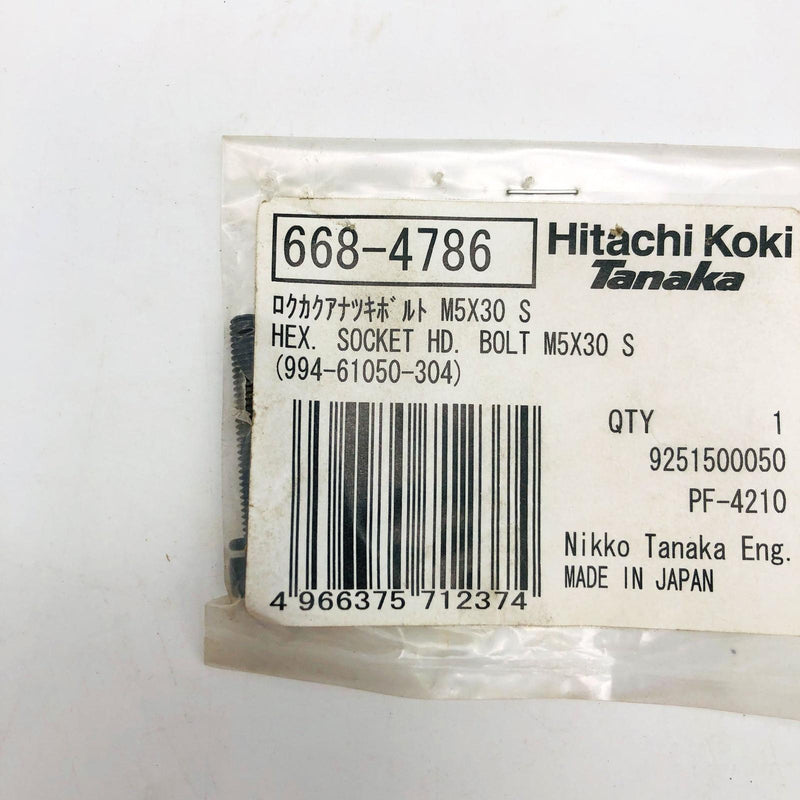 668-4786
Hitachi Koki
Tanaka
ﾛｸｶｸｱﾅﾂｷﾎﾞﾙﾄ M5X30 S
HEX. SOCKET HD. BOLT M5X30 S
(994-61050-304)
QTY 1
9251500050
PF-4210
Nikko Tanaka Eng.
MADE IN JAPAN
4 966375 712374